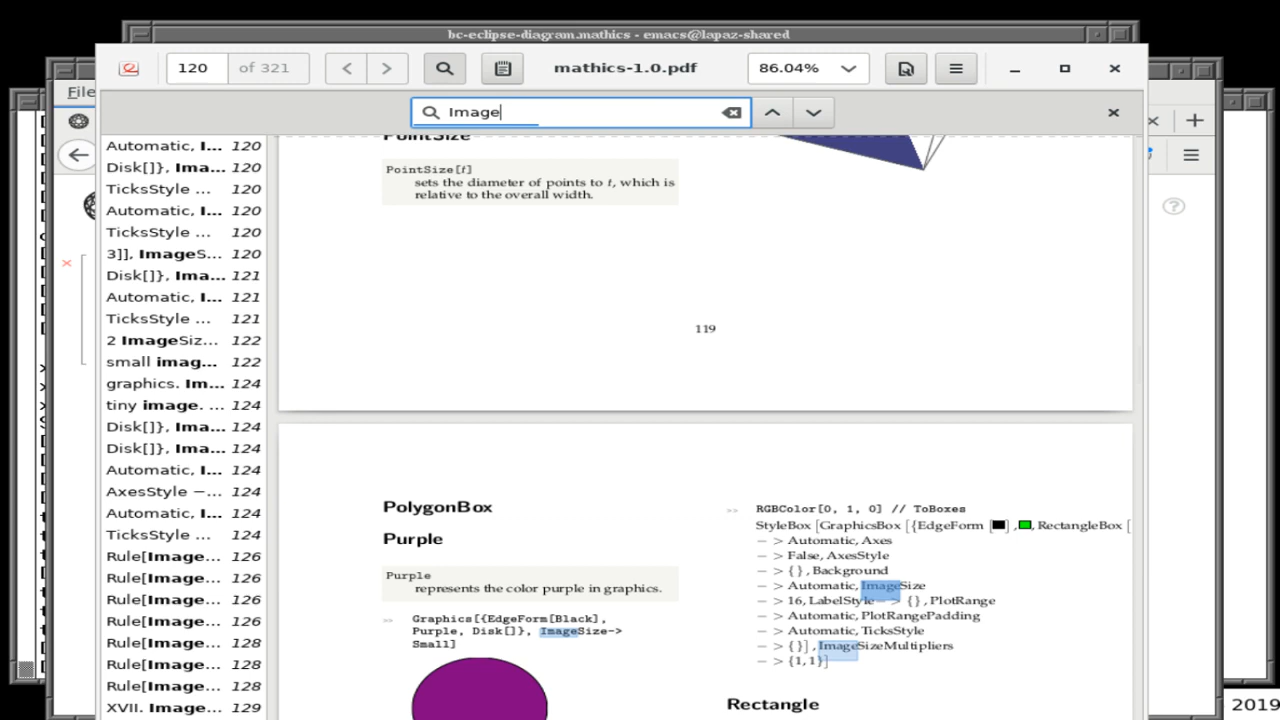 bc-eclipse-diagram.mathics - emacs@lapaz-shared
120 of 321
mathics-1.0.pdf
86.04%
File
Image
Automatic, I... 120
Disk[]}, Ima... 120
TicksStyle ... 120
Automatic, I... 120
TicksStyle ... 120
3]], ImageS... 120
Disk[]}, Ima... 121
Automatic, I... 121
TicksStyle ... 121
2 ImageSiz... 122
small imag... 122
graphics. Im... 124
tiny image. ... 124
Disk[]}, Ima... 124
Disk[]}, Ima... 124
Automatic, I... 124
AxesStyle −... 124
Automatic, I... 124
TicksStyle ... 124
Rule[Image... 126
Rule[Image... 126
Rule[Image... 126
Rule[Image... 126
Rule[Image... 128
Rule[Image... 128
Rule[Image... 128
XVII. Image... 129
PointSize
PointSize[t]
sets the diameter of points to t, which is
relative to the overall width.
119
PolygonBox
Purple
Purple
represents the color purple in graphics.
>> Graphics[{EdgeForm[Black],
Purple, Disk[]}, ImageSize->
Small]
>> RGBColor[0, 1, 0] // ToBoxes
StyleBox [GraphicsBox [{EdgeForm [■] ,■, RectangleBox [
− > Automatic, Axes
− > False, AxesStyle
− > {} , Background
− > Automatic, ImageSize
− > 16, LabelStyle− > {} , PlotRange
− > Automatic, PlotRangePadding
− > Automatic, TicksStyle
− > {}] , ImageSizeMultipliers
− > {1,1}]
Rectangle
2019